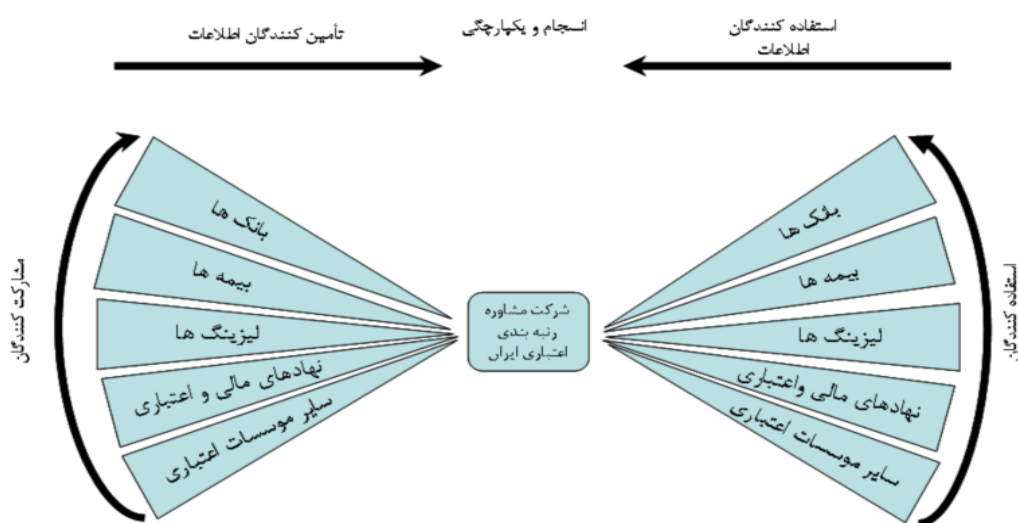 استفاده کنندگان
اطلاعات
انسجام و یکپارچگی
تأمین کنندگان اطلاعات
بانک ها
بیمه ها
لیزینگ ها
نهادهای مالی واعتباری
سایر موسسات اعتباری
استفاده کنندگان
شرکت مشاوره
رتبه بندی
اعتباری ایران
بانک ها
بیمه ها
لیزینگ ها
نهادهای مالی و اعتباری
سایر موسسات اعتباری
مشارکت کنندگان